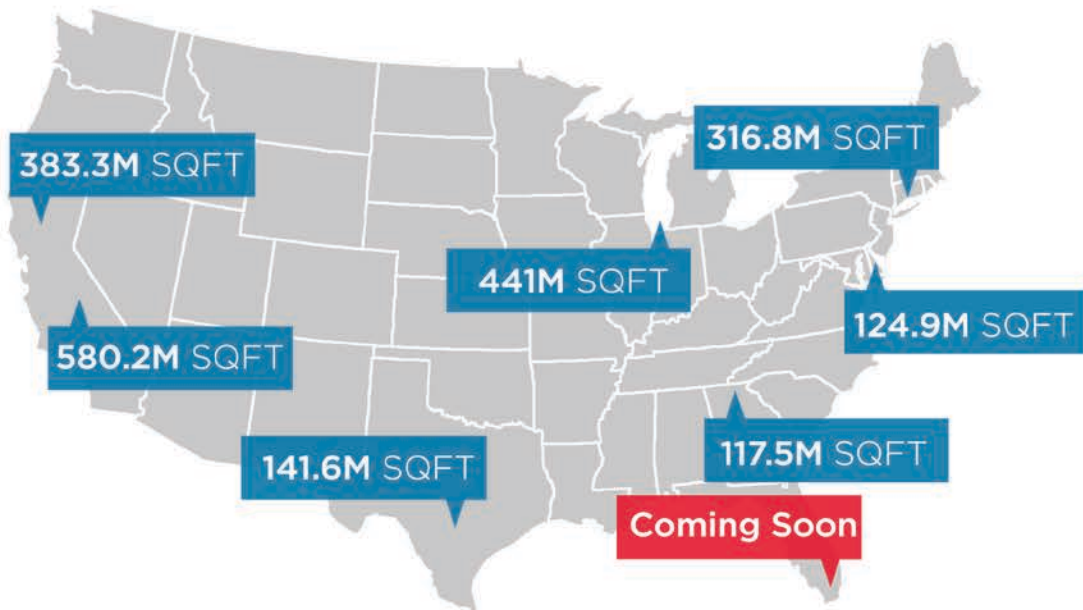 316.8M SQFT
383.3M SQFT
441M SQFT
124.9M SQFT
580.2M SQFT
117.5M SQFT
141.6M SQFT
Coming Soon